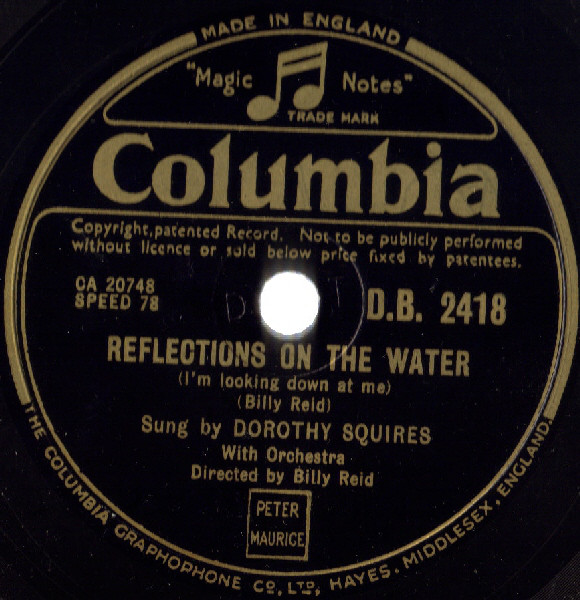 MADE IN ENGLAND
"Magic Notes"
TRADE MARK
Columbia
Copyright, patented Record. Not to be publicly performed
without licence or sold below price fixed by patentees.
CA 20748
SPEED 78
D.B. 2418
REFLECTIONS ON THE WATER
(I'm looking down at me)
(Billy Reid)
Sung by DOROTHY SQUIRES
With Orchestra
Directed by Billy Reid
PETER
MAURICE
THE COLUMBIA GRAPHOPHONE CO., LTD., HAYES. MIDDLESEX, ENGLAND.